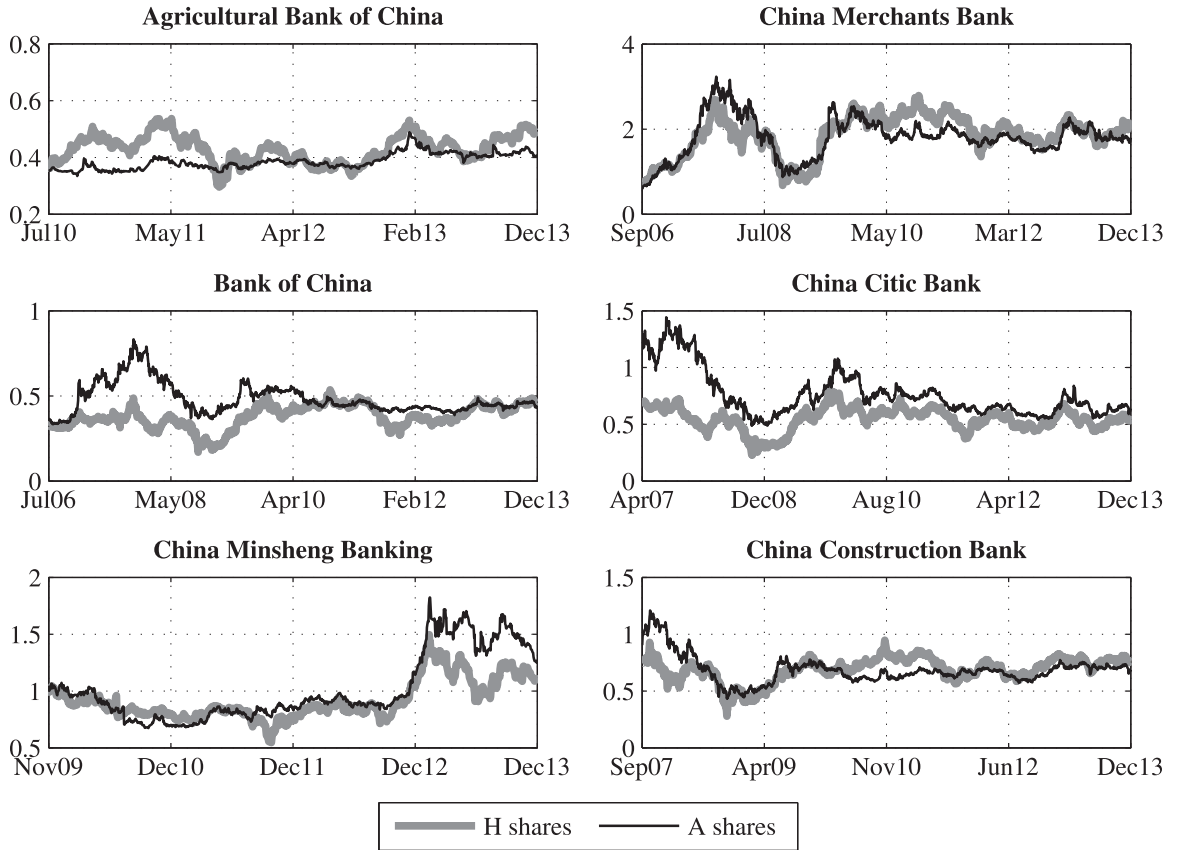 Agricultural Bank of China
0.8
0.6
0.4
0.2
Jul10 May11 Apr12 Feb13 Dec13
China Merchants Bank
4
2
0
Sep06 Jul08 May10 Mar12 Dec13
Bank of China
1
0.5
0
Jul06 May08 Apr10 Feb12 Dec13
China Citic Bank
1.5
1
0.5
0
Apr07 Dec08 Aug10 Apr12 Dec13
China Minsheng Banking
2
1.5
1
0.5
Nov09 Dec10 Dec11 Dec12 Dec13
China Construction Bank
1.5
1
0.5
0
Sep07 Apr09 Nov10 Jun12 Dec13
H shares A shares